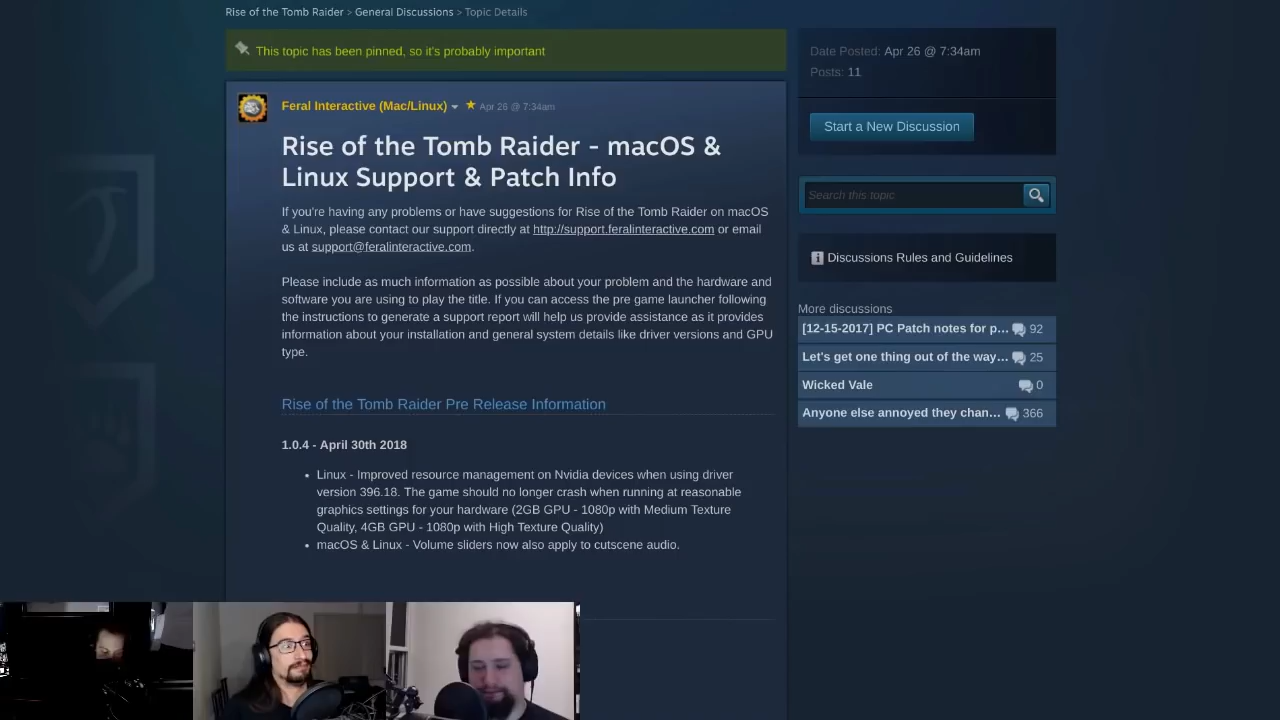 Rise of the Tomb Raider > General Discussions > Topic Details
This topic has been pinned, so it's probably important
Date Posted: Apr 26 @ 7:34am
Posts: 11
Start a New Discussion
Search this topic
Discussions Rules and Guidelines
More discussions
[12-15-2017] PC Patch notes for p... 92
Let's get one thing out of the way... 25
Wicked Vale 0
Anyone else annoyed they chan... 366
Feral Interactive (Mac/Linux) Apr 26 @ 7:34am
Rise of the Tomb Raider - macOS &
Linux Support & Patch Info
If you're having any problems or have suggestions for Rise of the Tomb Raider on macOS
& Linux, please contact our support directly at http://support.feralinteractive.com or email
us at support@feralinteractive.com.
Please include as much information as possible about your problem and the hardware and
software you are using to play the title. If you can access the pre game launcher following
the instructions to generate a support report will help us provide assistance as it provides
information about your installation and general system details like driver versions and GPU
type.
Rise of the Tomb Raider Pre Release Information
1.0.4 - April 30th 2018
• Linux - Improved resource management on Nvidia devices when using driver
version 396.18. The game should no longer crash when running at reasonable
graphics settings for your hardware (2GB GPU - 1080p with Medium Texture
Quality, 4GB GPU - 1080p with High Texture Quality)
• macOS & Linux - Volume sliders now also apply to cutscene audio.